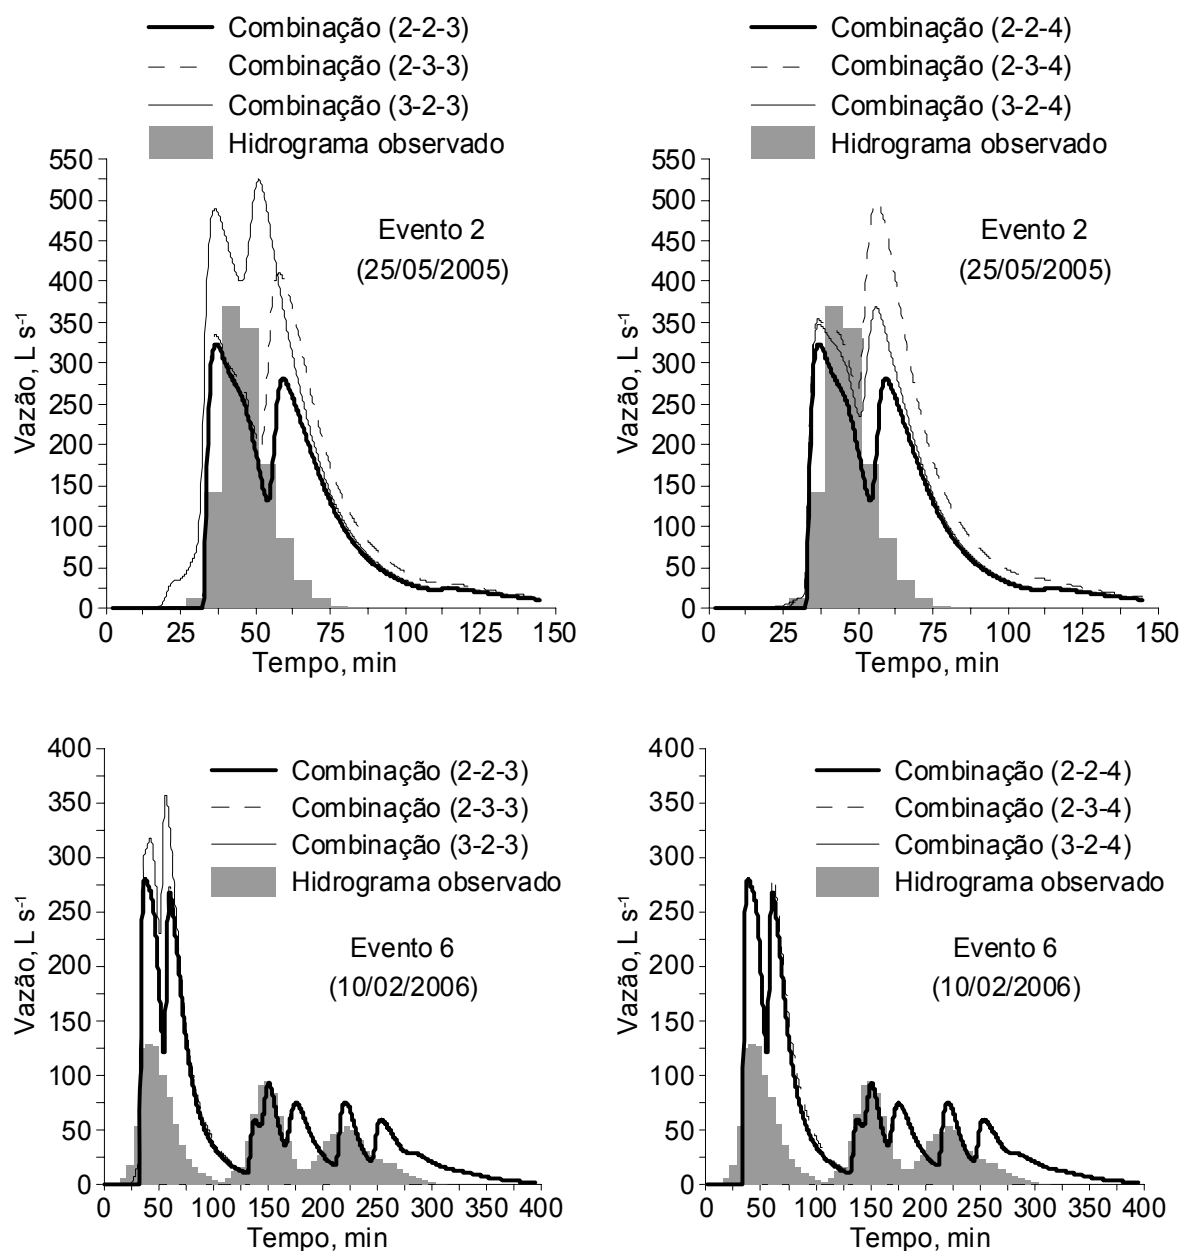 Combinação (2-2-3)
Combinação (2-3-3)
Combinação (3-2-3)
Hidrograma observado
550
500
450
400
350
300
250
200
150
100
50
0
Vazão, L s⁻¹
Evento 2
(25/05/2005)
0 25 50 75 100 125 150
Tempo, min
Combinação (2-2-4)
Combinação (2-3-4)
Combinação (3-2-4)
Hidrograma observado
550
500
450
400
350
300
250
200
150
100
50
0
Vazão, L s⁻¹
Evento 2
(25/05/2005)
0 25 50 75 100 125 150
Tempo, min
400
350
300
250
200
150
100
50
0
Vazão, L s⁻¹
Combinação (2-2-3)
Combinação (2-3-3)
Combinação (3-2-3)
Hidrograma observado
Evento 6
(10/02/2006)
0 50 100 150 200 250 300 350 400
Tempo, min
400
350
300
250
200
150
100
50
0
Vazão, L s⁻¹
Combinação (2-2-4)
Combinação (2-3-4)
Combinação (3-2-4)
Hidrograma observado
Evento 6
(10/02/2006)
0 50 100 150 200 250 300 350 400
Tempo, min